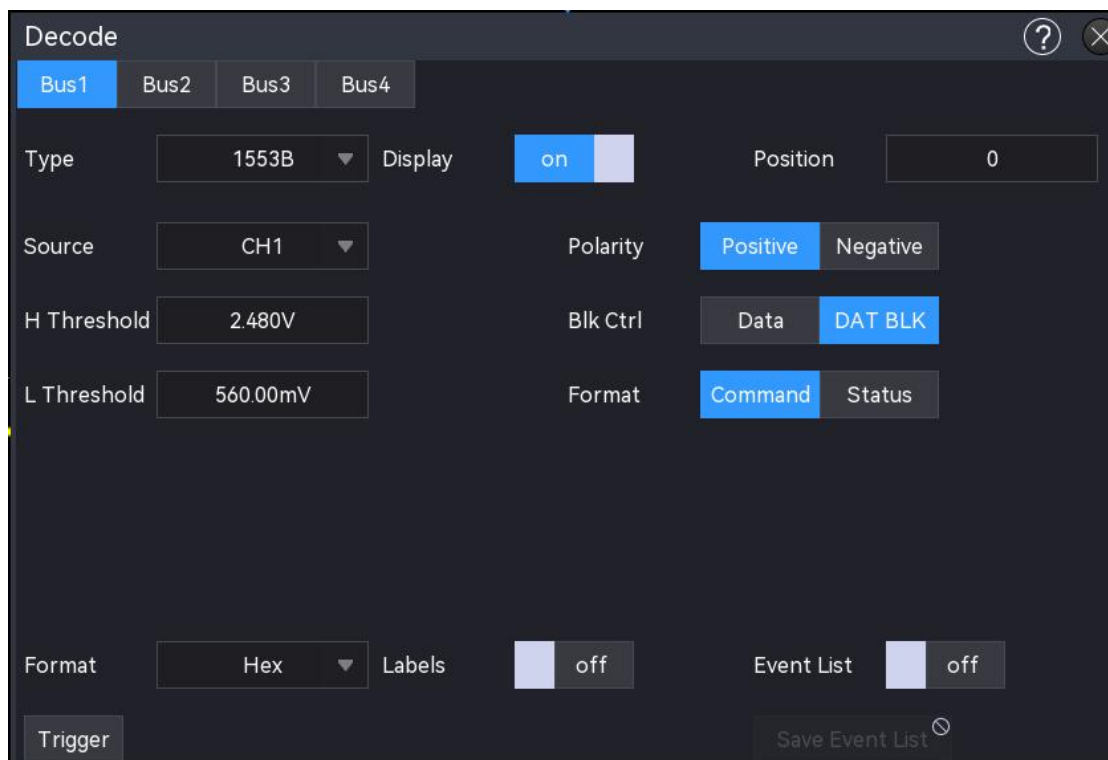 Decode ?
Bus1 Bus2 Bus3 Bus4
Type 1553B Display on Position 0
Source CH1 Polarity Positive Negative
H Threshold 2.480V Blk Ctrl Data DAT BLK
L Threshold 560.00mV Format Command Status
Format Hex Labels off Event List off
Trigger Save Event List